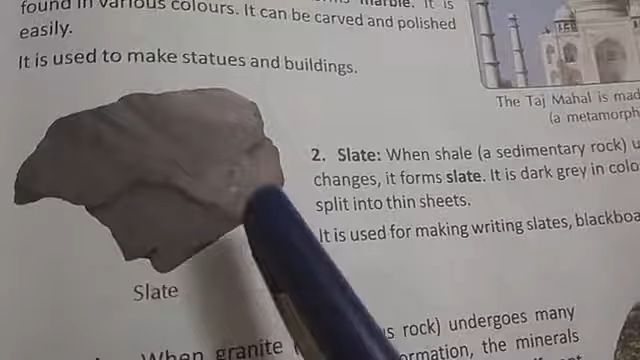 found in various colours. It can be carved and polished
easily.
It is used to make statues and buildings.
The Taj Mahal is mad
(a metamorph
2. Slate: When shale (a sedimentary rock) u
changes, it forms slate. It is dark grey in colo
split into thin sheets.
It is used for making writing slates, blackboa
Slate
When granite
s rock) undergoes many
ormation, the minerals